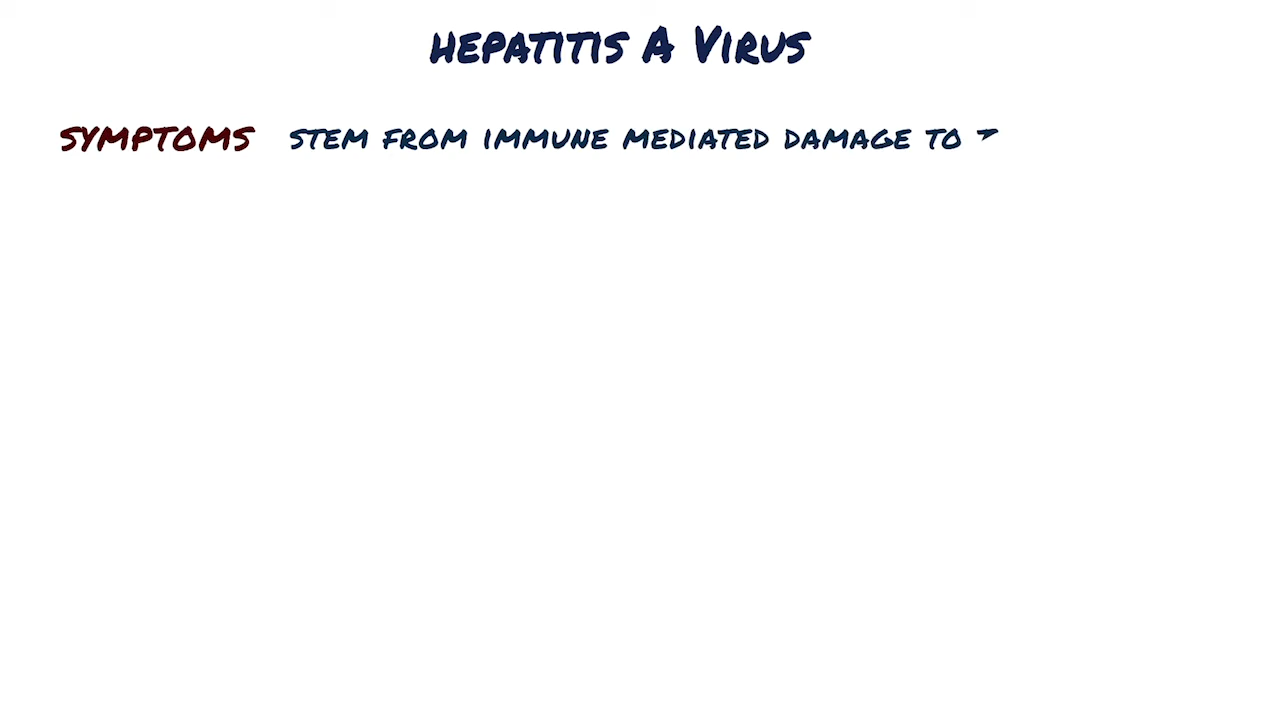 HEPATITIS A VIRUS
SYMPTOMS STEM FROM IMMUNE MEDIATED DAMAGE TO